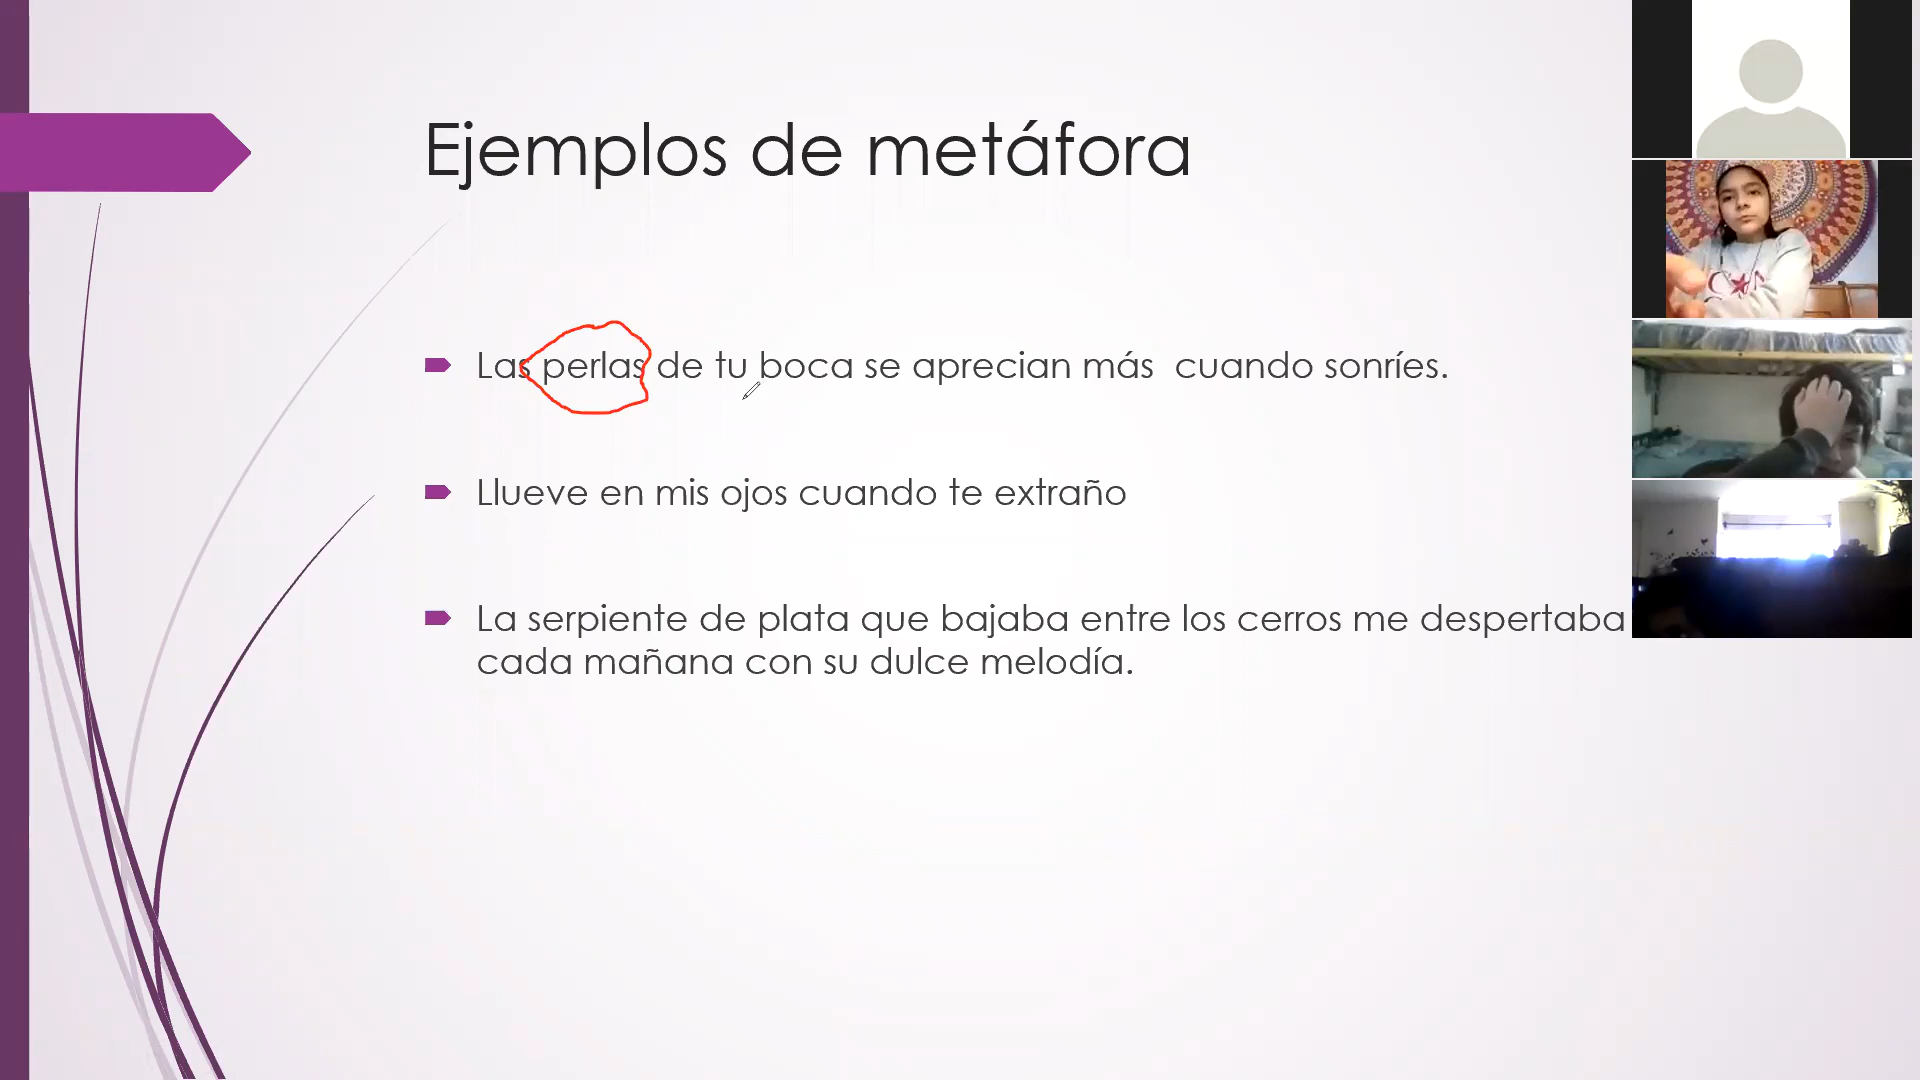 Ejemplos de metáfora
Las perlas de tu boca se aprecian más  cuando sonríes.
Llueve en mis ojos cuando te extraño
La serpiente de plata que bajaba entre los cerros me despertaba
cada mañana con su dulce melodía.